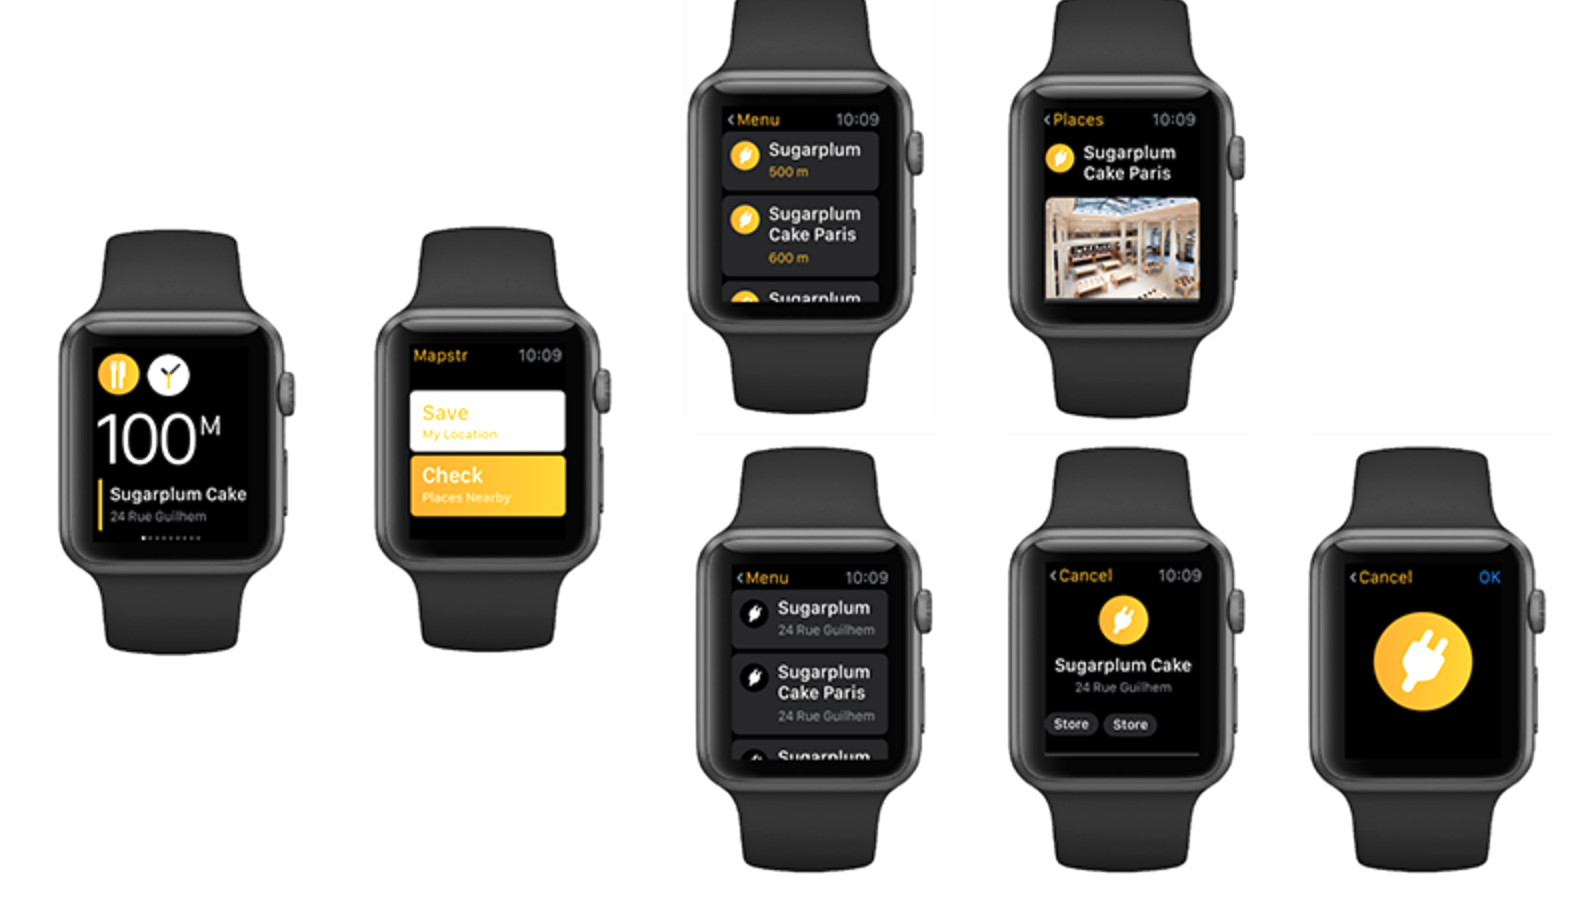 100M
Sugarplum Cake
24 Rue Guilhem
Mapstr 10:09
Save
My Location
Check
Places Nearby
<Menu 10:09
Sugarplum
500 m
Sugarplum
Cake Paris
600 m
Sugarplum
<Places 10:09
Sugarplum
Cake Paris
<Menu 10:09
Sugarplum
24 Rue Guilhem
Sugarplum
Cake Paris
24 Rue Guilhem
Sugarplum
<Cancel 10:09
Sugarplum Cake
24 Rue Guilhem
Store Store
<Cancel OK